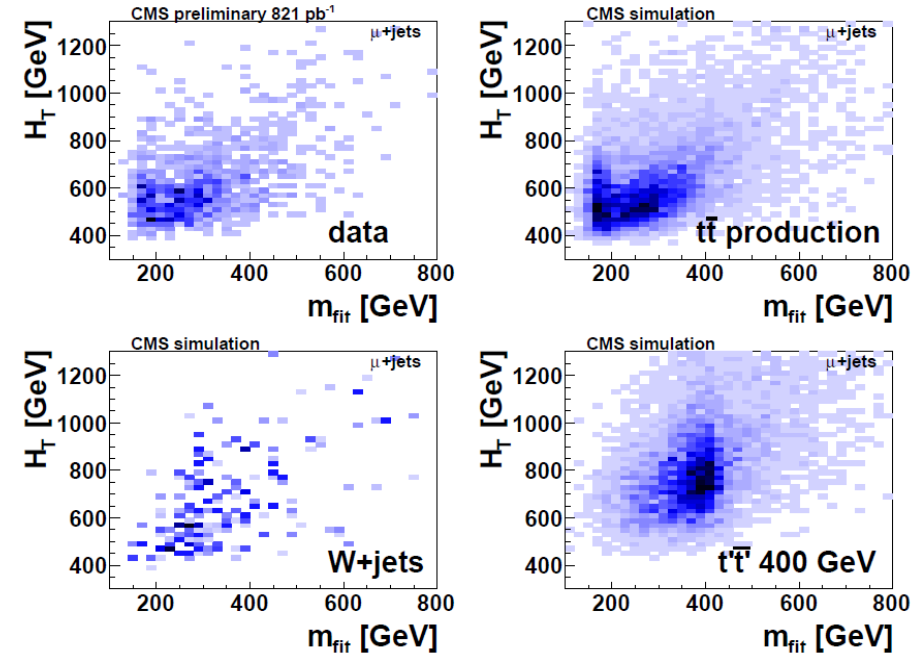 CMS preliminary 821 pb⁻¹
μ+jets
H_T [GeV]
1200
1000
800
600
400
data
200 400 600 800
m_fit [GeV]
CMS simulation
μ+jets
H_T [GeV]
1200
1000
800
600
400
tt̄ production
200 400 600 800
m_fit [GeV]
CMS simulation
μ+jets
H_T [GeV]
1200
1000
800
600
400
W+jets
200 400 600 800
m_fit [GeV]
CMS simulation
μ+jets
H_T [GeV]
1200
1000
800
600
400
t't̄' 400 GeV
200 400 600 800
m_fit [GeV]